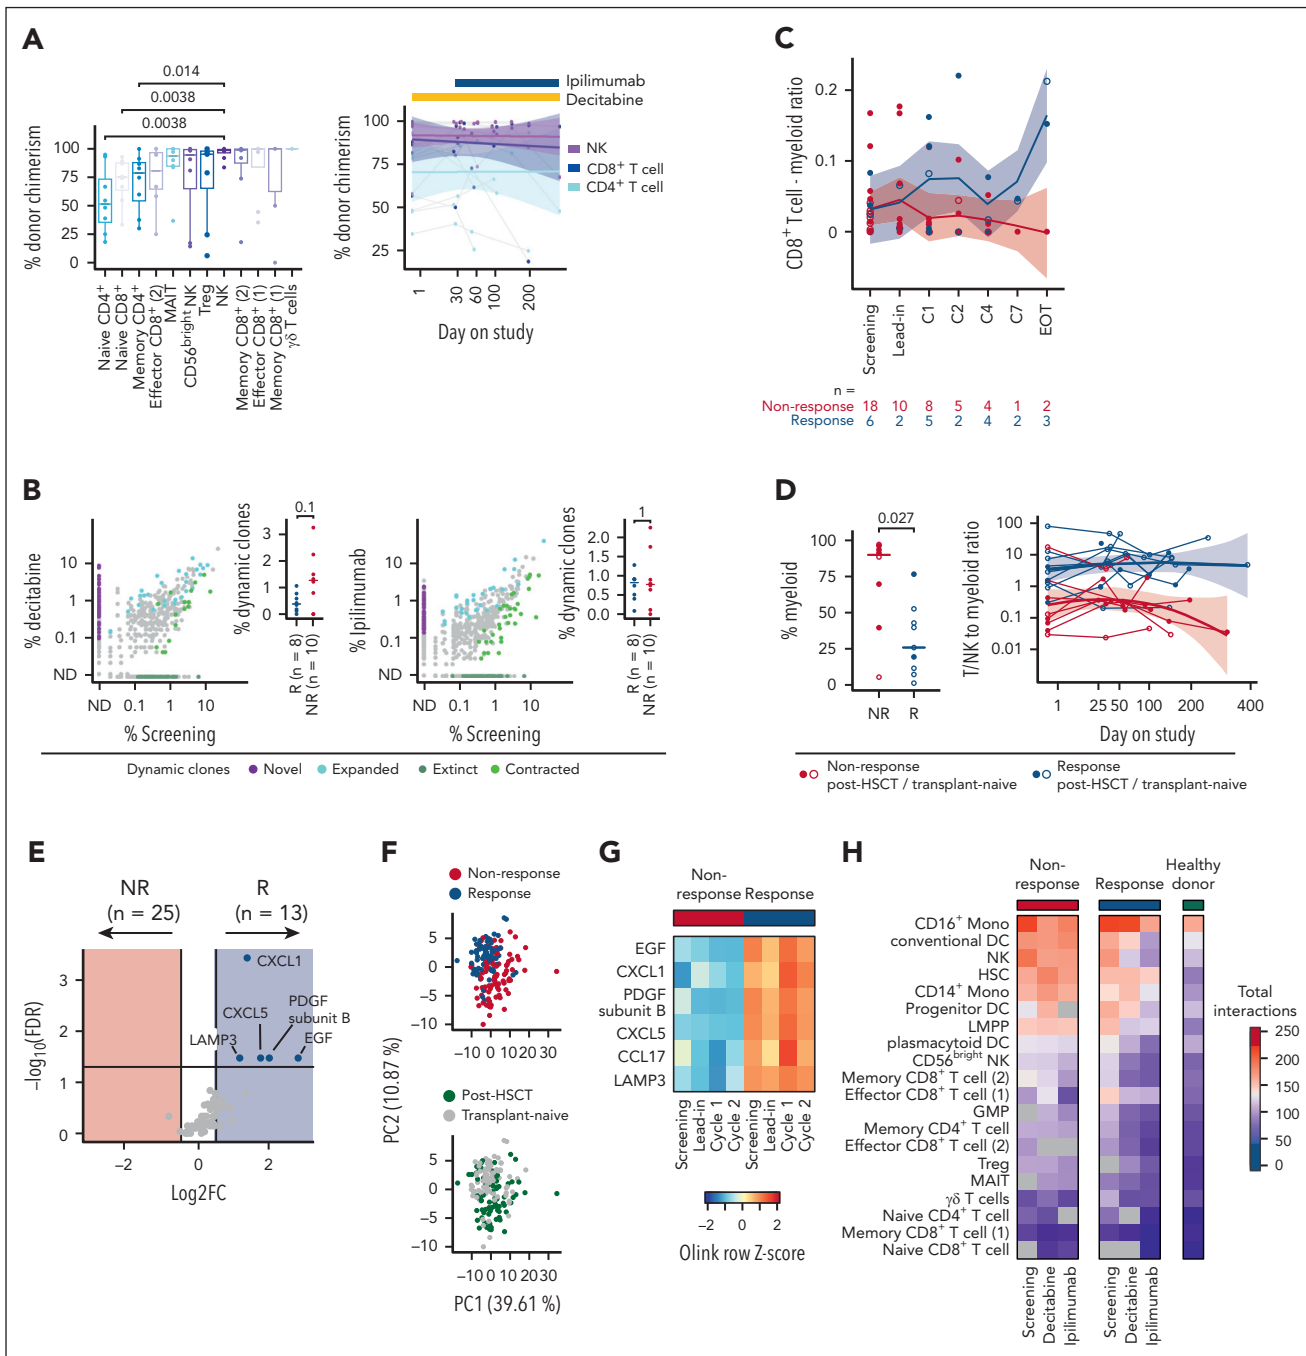 A
0.014
0.0038
0.0038
% donor chimerism
100
75
50
25
0
Naive CD4+
Naive CD8+
Memory CD4+
Effector CD8+ (2)
MAIT
CD56bright NK
Treg
NK
Memory CD8+ (2)
Effector CD8+ (1)
Memory CD8+ (1)
γδ T cells
Ipilimumab
Decitabine
% donor chimerism
100
75
50
25
NK
CD8+ T cell
CD4+ T cell
1
30
60
100
200
Day on study
C
CD8+ T cell - myeloid ratio
0.2
0.1
0
Screening
Lead-in
C1
C2
C4
C7
EOT
n =
Non-response 18 10 8 5 4 1 2
Response 6 2 5 2 4 2 3
B
% decitabine
10
1
0.1
ND
ND 0.1 1 10
% Screening
% dynamic clones
0.1
3
2
1
0
R (n = 8)
NR (n = 10)
% Ipilimumab
10
1
0.1
ND
ND 0.1 1 10
% Screening
% dynamic clones
1
2.0
1.5
1.0
0.5
0.0
R (n = 8)
NR (n = 10)
Dynamic clones Novel Expanded Extinct Contracted
D
0.027
% myeloid
100
75
50
25
0
NR R
T/NK to myeloid ratio
100
10
1
0.1
0.01
1 25 50 100 200 400
Day on study
Non-response
post-HSCT / transplant-naive
Response
post-HSCT / transplant-naive
E
NR
(n = 25)
R
(n = 13)
−log10(FDR)
3
2
1
0
CXCL1
CXCL5
PDGF
subunit B
LAMP3
EGF
−2 0 2
Log2FC
F
Non-response
Response
5
0
−5
−10
−10 0 10 20 30
Post-HSCT
Transplant-naive
5
0
−5
−10
−10 0 10 20 30
PC2 (10.87 %)
PC1 (39.61 %)
G
Non-
response Response
EGF
CXCL1
PDGF
subunit B
CXCL5
CCL17
LAMP3
Screening
Lead-in
Cycle 1
Cycle 2
Screening
Lead-in
Cycle 1
Cycle 2
−2 0 2
Olink row Z-score
H
Non-
response
Response
Healthy
donor
CD16+ Mono
conventional DC
NK
HSC
CD14+ Mono
Progenitor DC
LMPP
plasmacytoid DC
CD56bright NK
Memory CD8+ T cell (2)
Effector CD8+ T cell (1)
GMP
Memory CD4+ T cell
Effector CD8+ T cell (2)
Treg
MAIT
γδ T cells
Naive CD4+ T cell
Memory CD8+ T cell (1)
Naive CD8+ T cell
Screening
Decitabine
Ipilimumab
Screening
Decitabine
Ipilimumab
Total
interactions
250
200
150
100
50
0